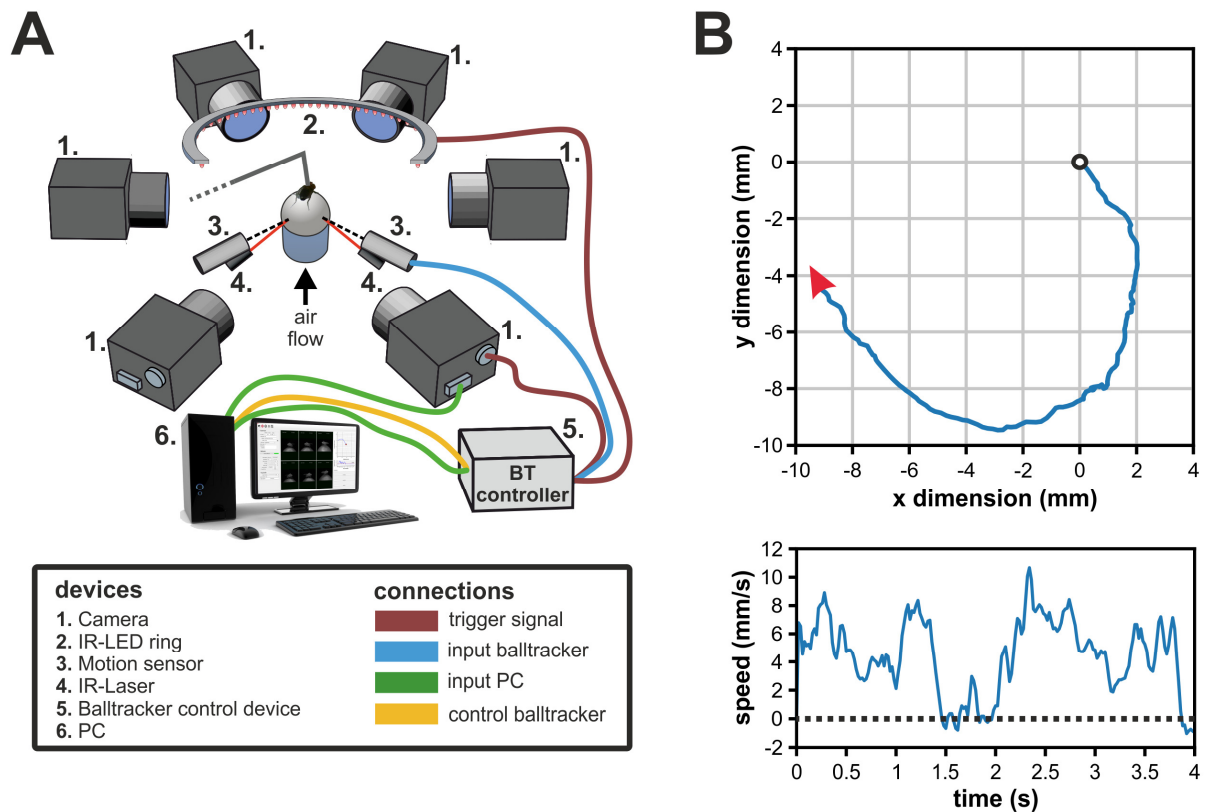 A
1.
1.
2.
1.
1.
3.
3.
4.
4.
air
flow
1.
1.
6.
5.
BT
controller
devices
1. Camera
2. IR-LED ring
3. Motion sensor
4. IR-Laser
5. Balltracker control device
6. PC
connections
trigger signal
input balltracker
input PC
control balltracker
B
4
2
0
-2
-4
-6
-8
-10
y dimension (mm)
-10 -8 -6 -4 -2 0 2 4
x dimension (mm)
12
10
8
6
4
2
0
-2
speed (mm/s)
0 0.5 1 1.5 2 2.5 3 3.5 4
time (s)